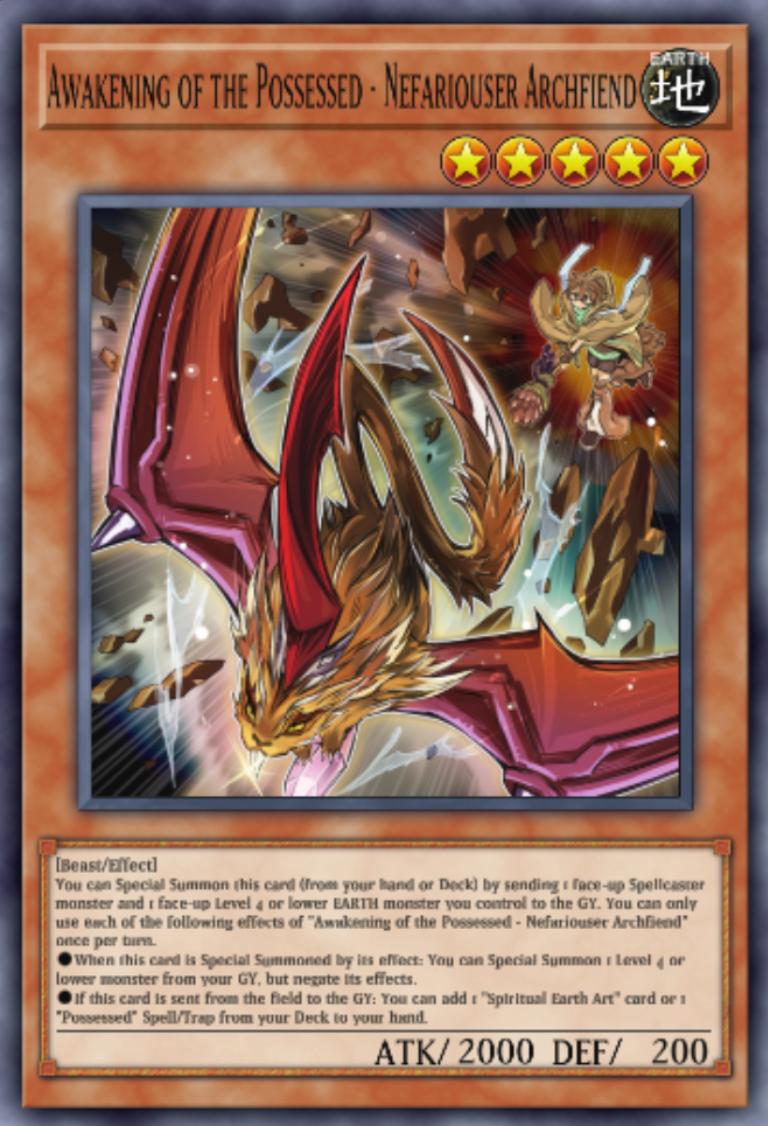 AWAKENING OF THE POSSESSED - NEFARIOUSER ARCHFIEND
EARTH
地
[Beast/Effect]
You can Special Summon this card (from your hand or Deck) by sending 1 face-up Spellcaster
monster and 1 face-up Level 4 or lower EARTH monster you control to the GY. You can only
use each of the following effects of "Awakening of the Possessed - Nefariouser Archfiend"
once per turn.
●When this card is Special Summoned by its effect: You can Special Summon 1 Level 4 or
lower monster from your GY, but negate its effects.
●If this card is sent from the field to the GY: You can add 1 "Spiritual Earth Art" card or 1
"Possessed" Spell/Trap from your Deck to your hand.
ATK/ 2000 DEF/ 200